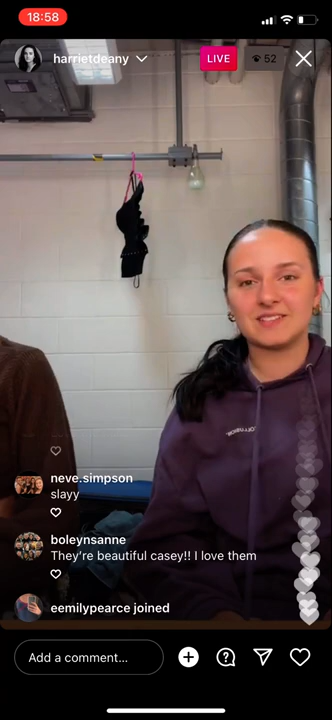 18:58
harrietdeany
LIVE
52
neve.simpson
slayy
boleynsanne
They're beautiful casey!! I love them
eemilypearce joined
Add a comment...